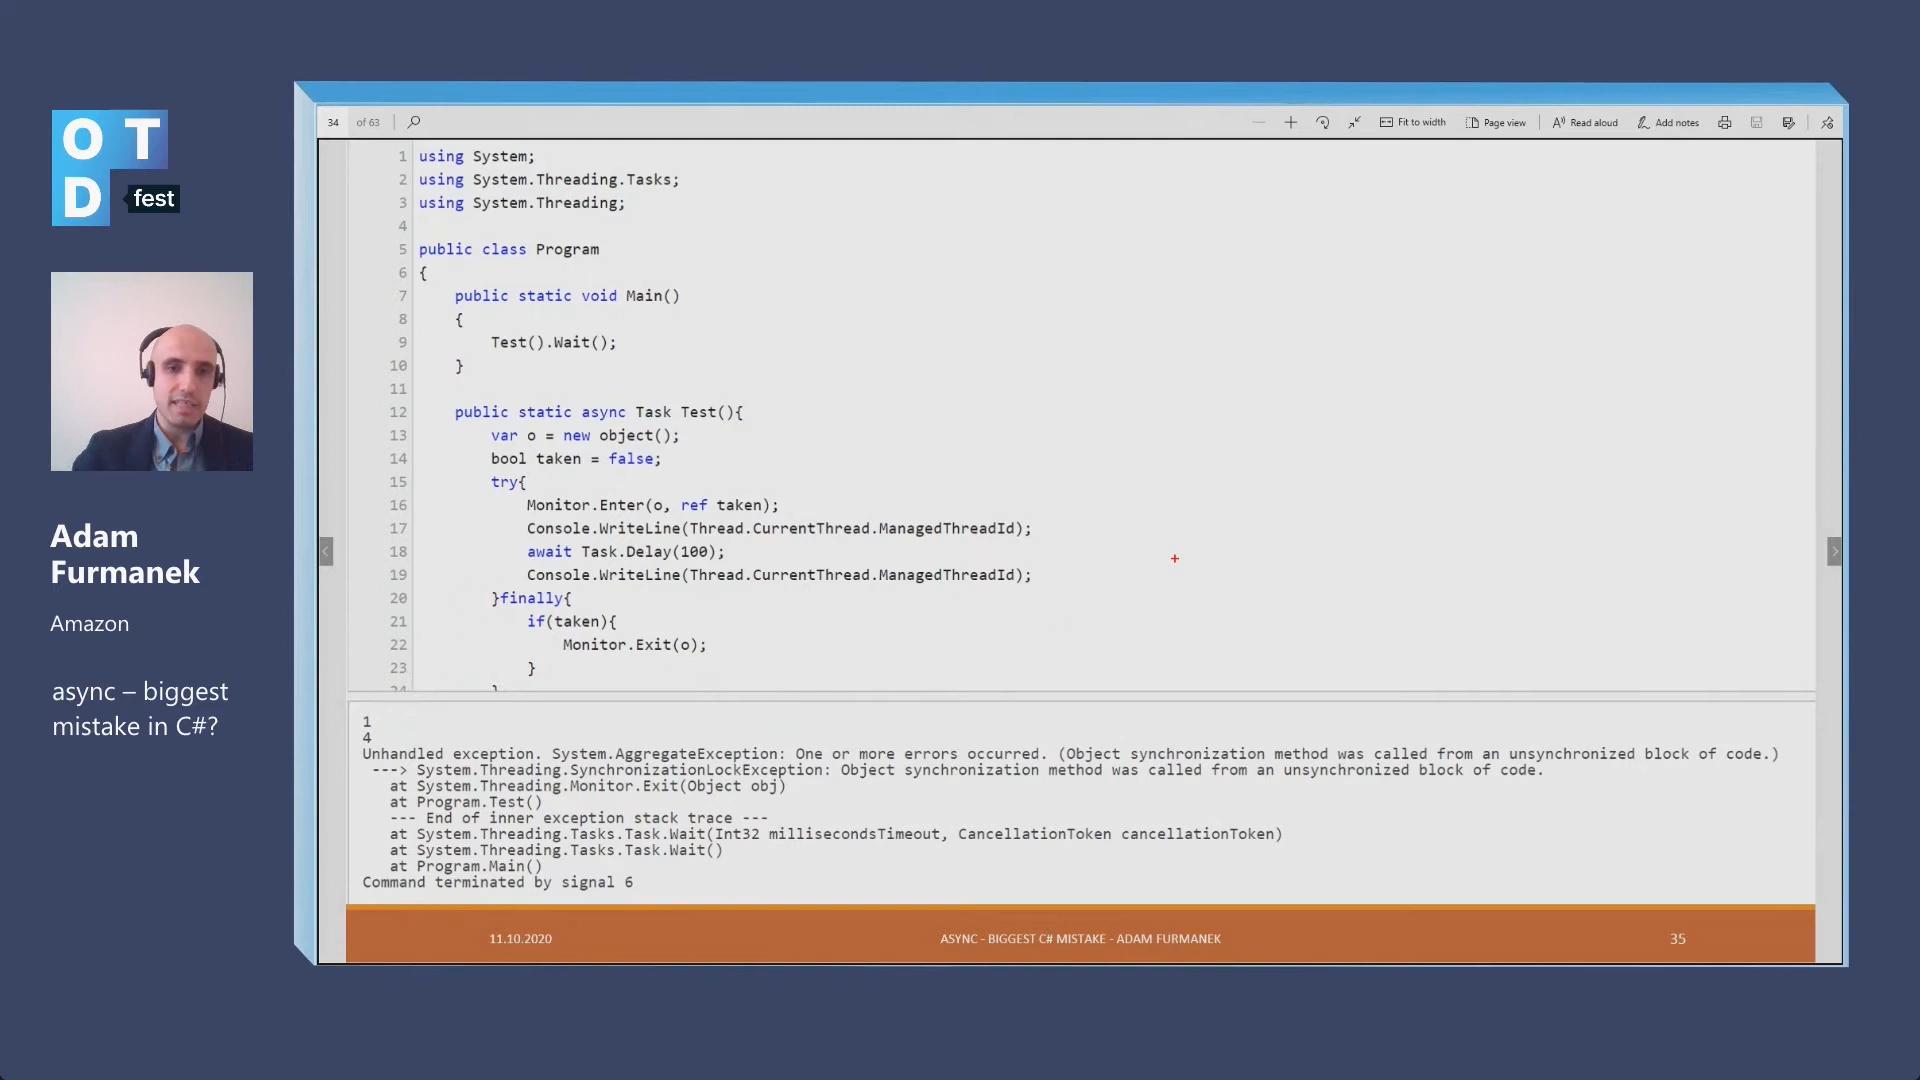 O T
D fest
Adam
Furmanek
Amazon
async – biggest
mistake in C#?
34 of 63
Fit to width
Page view
Read aloud
Add notes
1 using System;
2 using System.Threading.Tasks;
3 using System.Threading;
4
5 public class Program
6 {
7 public static void Main()
8 {
9 Test().Wait();
10 }
11
12 public static async Task Test(){
13 var o = new object();
14 bool taken = false;
15 try{
16 Monitor.Enter(o, ref taken);
17 Console.WriteLine(Thread.CurrentThread.ManagedThreadId);
18 await Task.Delay(100);
19 Console.WriteLine(Thread.CurrentThread.ManagedThreadId);
20 }finally{
21 if(taken){
22 Monitor.Exit(o);
23 }
24 }
1
4
Unhandled exception. System.AggregateException: One or more errors occurred. (Object synchronization method was called from an unsynchronized block of code.)
---> System.Threading.SynchronizationLockException: Object synchronization method was called from an unsynchronized block of code.
at System.Threading.Monitor.Exit(Object obj)
at Program.Test()
--- End of inner exception stack trace ---
at System.Threading.Tasks.Task.Wait(Int32 millisecondsTimeout, CancellationToken cancellationToken)
at System.Threading.Tasks.Task.Wait()
at Program.Main()
Command terminated by signal 6
11.10.2020
ASYNC - BIGGEST C# MISTAKE - ADAM FURMANEK
35